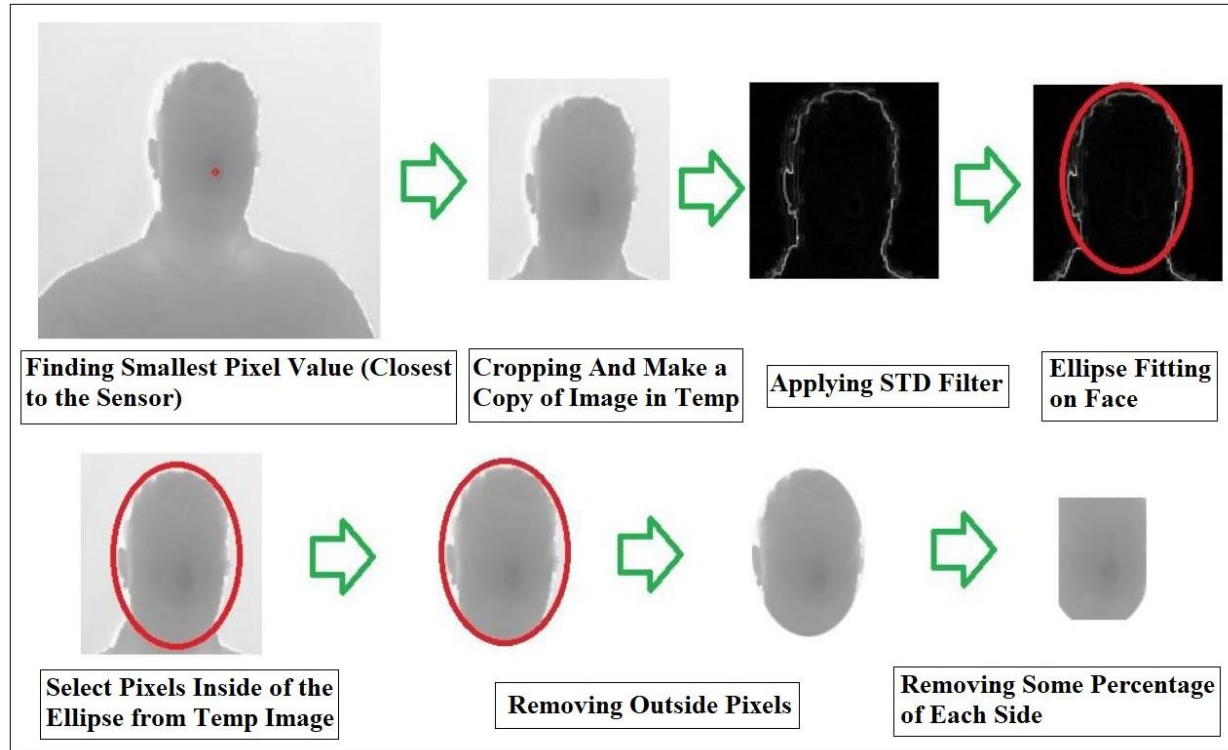 Finding Smallest Pixel Value (Closest
to the Sensor)
Cropping And Make a
Copy of Image in Temp
Applying STD Filter
Ellipse Fitting
on Face
Select Pixels Inside of the
Ellipse from Temp Image
Removing Outside Pixels
Removing Some Percentage
of Each Side